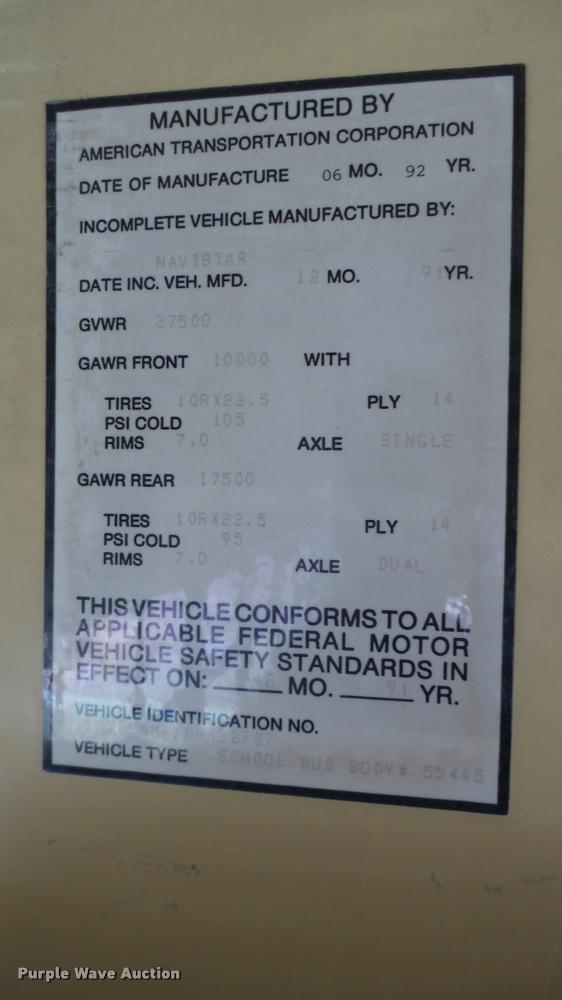 MANUFACTURED BY
AMERICAN TRANSPORTATION CORPORATION
DATE OF MANUFACTURE 06 MO. 92 YR.
INCOMPLETE VEHICLE MANUFACTURED BY:
NAVISTAR
DATE INC. VEH. MFD. 12 MO. 91 YR.
GVWR 27500
GAWR FRONT 10000 WITH
TIRES 10RX22.5 PLY 14
PSI COLD 105
RIMS 7.0 AXLE SINGLE
GAWR REAR 17500
TIRES 10RX22.5 PLY 14
PSI COLD 95
RIMS 7.0 AXLE DUAL
THIS VEHICLE CONFORMS TO ALL
APPLICABLE FEDERAL MOTOR
VEHICLE SAFETY STANDARDS IN
EFFECT ON: MO. 91 YR.
VEHICLE IDENTIFICATION NO.
VEHICLE TYPE SCHOOL BUS BODY# 55445
Purple Wave Auction